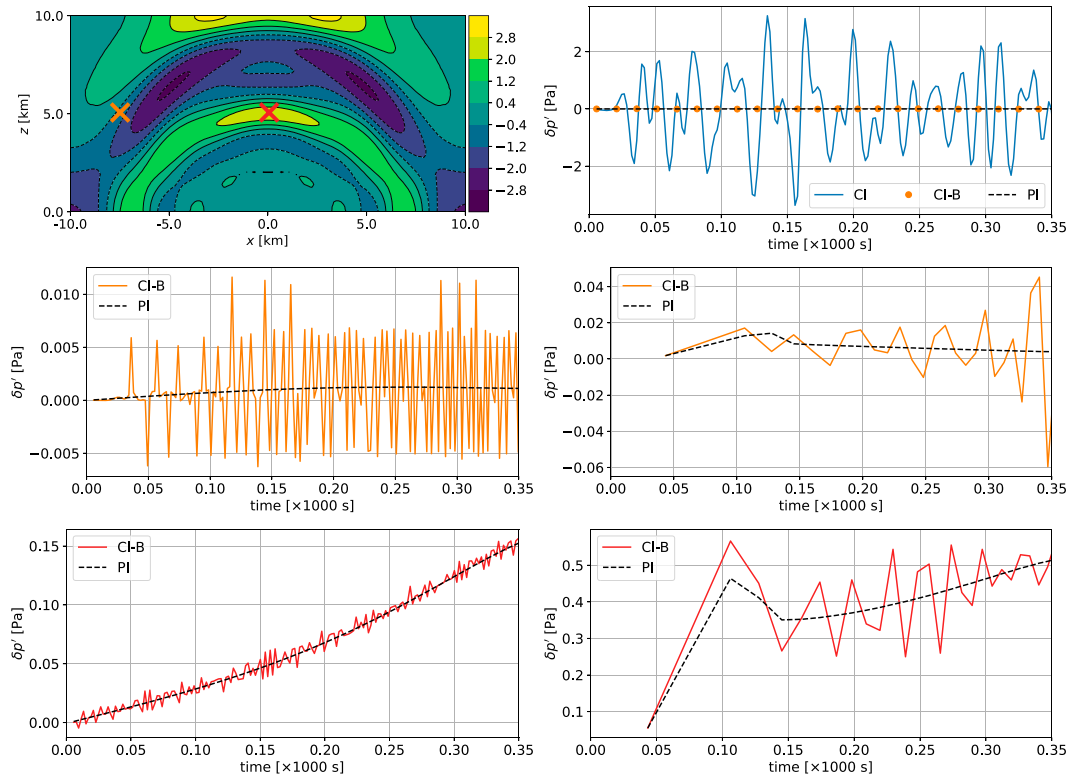 10.0
5.0
0.0
z [km]
-10.0 -5.0 0.0 5.0 10.0
x [km]
2.8
2.0
1.2
0.4
−0.4
−1.2
−2.0
−2.8
2
0
−2
δp′ [Pa]
CI CI-B PI
0.00 0.05 0.10 0.15 0.20 0.25 0.30 0.35
time [×1000 s]
0.010
0.005
0.000
−0.005
δp′ [Pa]
CI-B
PI
0.00 0.05 0.10 0.15 0.20 0.25 0.30 0.35
time [×1000 s]
0.04
0.02
0.00
−0.02
−0.04
−0.06
δp′ [Pa]
CI-B
PI
0.00 0.05 0.10 0.15 0.20 0.25 0.30 0.35
time [×1000 s]
0.15
0.10
0.05
0.00
δp′ [Pa]
CI-B
PI
0.00 0.05 0.10 0.15 0.20 0.25 0.30 0.35
time [×1000 s]
0.5
0.4
0.3
0.1
δp′ [Pa]
CI-B
PI
0.00 0.05 0.10 0.15 0.20 0.25 0.30 0.35
time [×1000 s]